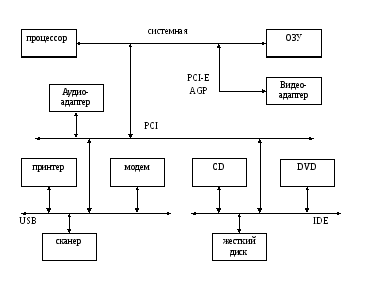 системная
процессор
ОЗУ
PCI-E
AGP
Видео-
адаптер
Аудио-
адаптер
PCI
принтер
модем
CD
DVD
USB
IDE
сканер
жесткий
диск